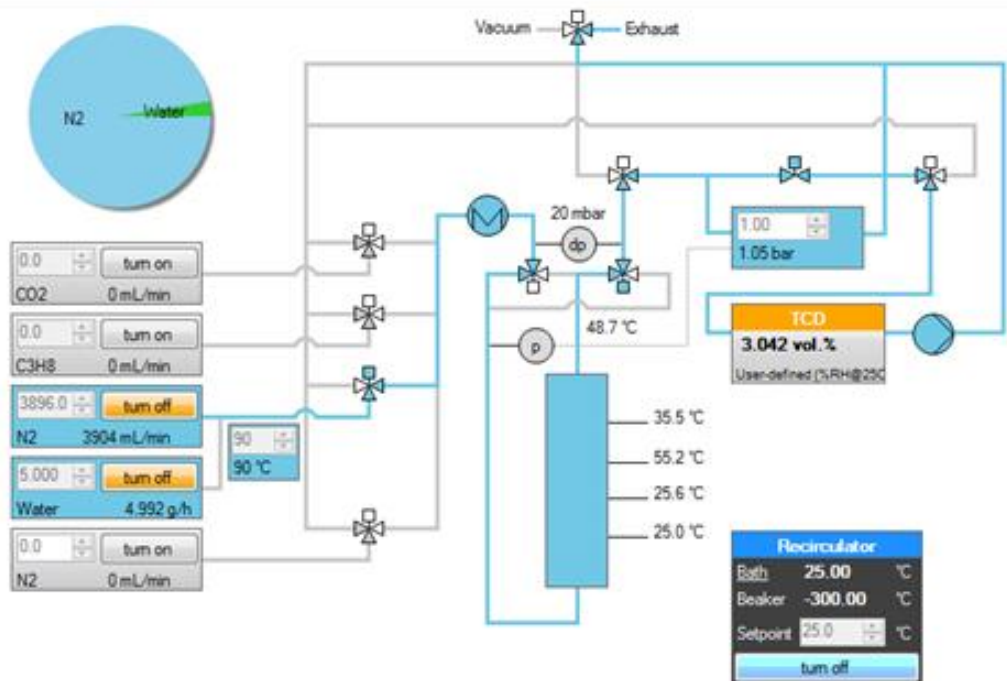 Vacuum
Exhaust
N2
Water
20 mbar
dp
M
1.00
1.05 bar
0.0
turn on
CO2
0 mL/min
48.7 °C
TCD
3.042 vol.%
User-defined (%RH@25C
p
0.0
turn on
C3H8
0 mL/min
3896.0
turn off
N2
3904 mL/min
90
90 °C
35.5 °C
55.2 °C
25.6 °C
25.0 °C
5.000
turn off
Water
4.992 g/h
0.0
turn on
N2
0 mL/min
Recirculator
Bath 25.00 °C
Beaker -300.00 °C
Setpoint 25.0 °C
turn off